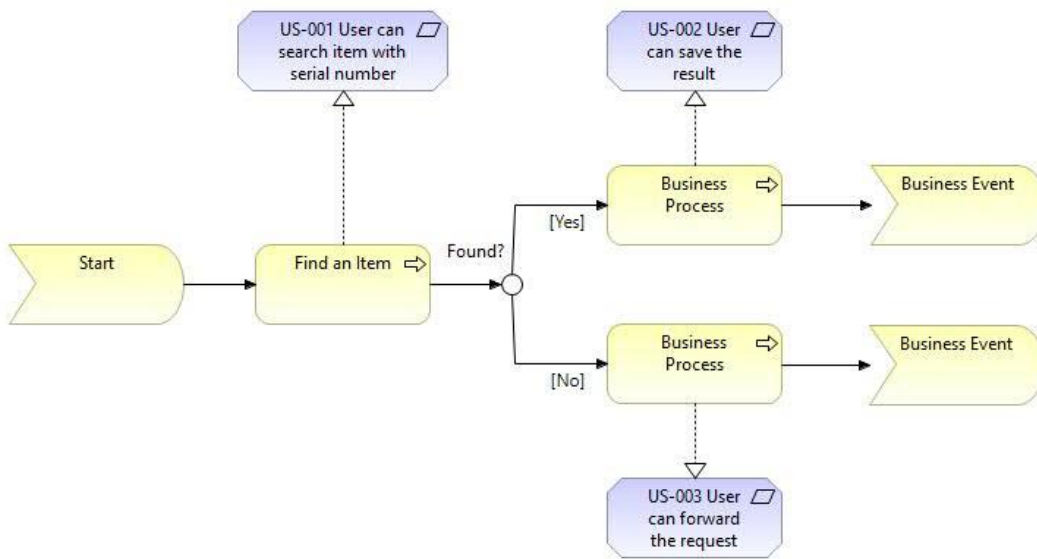 US-001 User can
search item with
serial number
US-002 User
can save the
result
Business
Process
Business Event
[Yes]
Start
Find an Item
Found?
Business
Process
Business Event
[No]
US-003 User
can forward
the request